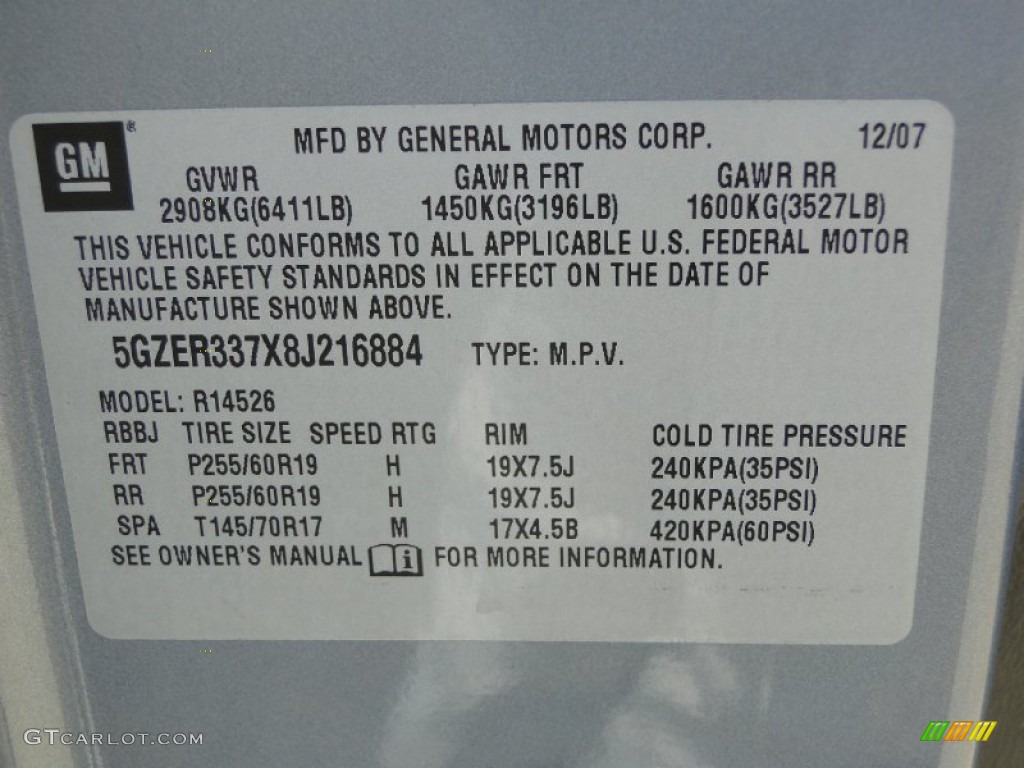 GM ® MFD BY GENERAL MOTORS CORP. 12/07
GVWR GAWR FRT GAWR RR
2908KG(6411LB) 1450KG(3196LB) 1600KG(3527LB)
THIS VEHICLE CONFORMS TO ALL APPLICABLE U.S. FEDERAL MOTOR
VEHICLE SAFETY STANDARDS IN EFFECT ON THE DATE OF
MANUFACTURE SHOWN ABOVE.
5GZER337X8J216884 TYPE: M.P.V.
MODEL: R14526
RBBJ TIRE SIZE SPEED RTG RIM COLD TIRE PRESSURE
FRT P255/60R19 H 19X7.5J 240KPA(35PSI)
RR P255/60R19 H 19X7.5J 240KPA(35PSI)
SPA T145/70R17 M 17X4.5B 420KPA(60PSI)
SEE OWNER'S MANUAL i FOR MORE INFORMATION.
GTCARLOT.COM